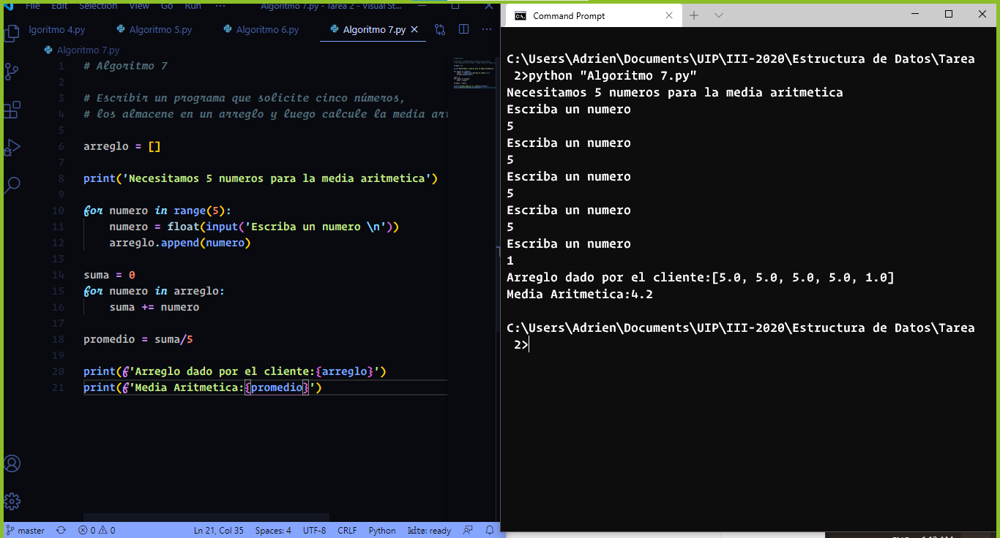 File Edit Selection View Go Run ··· Algoritmo 7.py - Tarea 2 - Visual St...
lgoritmo 4.py Algoritmo 5.py Algoritmo 6.py Algoritmo 7.py
Algoritmo 7.py
1 # Algoritmo 7
2
3 # Escribir un programa que solicite cinco números,
4 # los almacene en un arreglo y luego calcule la media ari
5
6 arreglo = []
7
8 print('Necesitamos 5 numeros para la media aritmetica')
9
10 for numero in range(5):
11 numero = float(input('Escriba un numero \n'))
12 arreglo.append(numero)
13
14 suma = 0
15 for numero in arreglo:
16 suma += numero
17
18 promedio = suma/5
19
20 print(f'Arreglo dado por el cliente:{arreglo}')
21 print(f'Media Aritmetica:{promedio}')
master 0 0 Ln 21, Col 35 Spaces: 4 UTF-8 CRLF Python kite: ready
Command Prompt
C:\Users\Adrien\Documents\UIP\III-2020\Estructura de Datos\Tarea
2>python "Algoritmo 7.py"
Necesitamos 5 numeros para la media aritmetica
Escriba un numero
5
Escriba un numero
5
Escriba un numero
5
Escriba un numero
5
Escriba un numero
1
Arreglo dado por el cliente:[5.0, 5.0, 5.0, 5.0, 1.0]
Media Aritmetica:4.2
C:\Users\Adrien\Documents\UIP\III-2020\Estructura de Datos\Tarea
2>